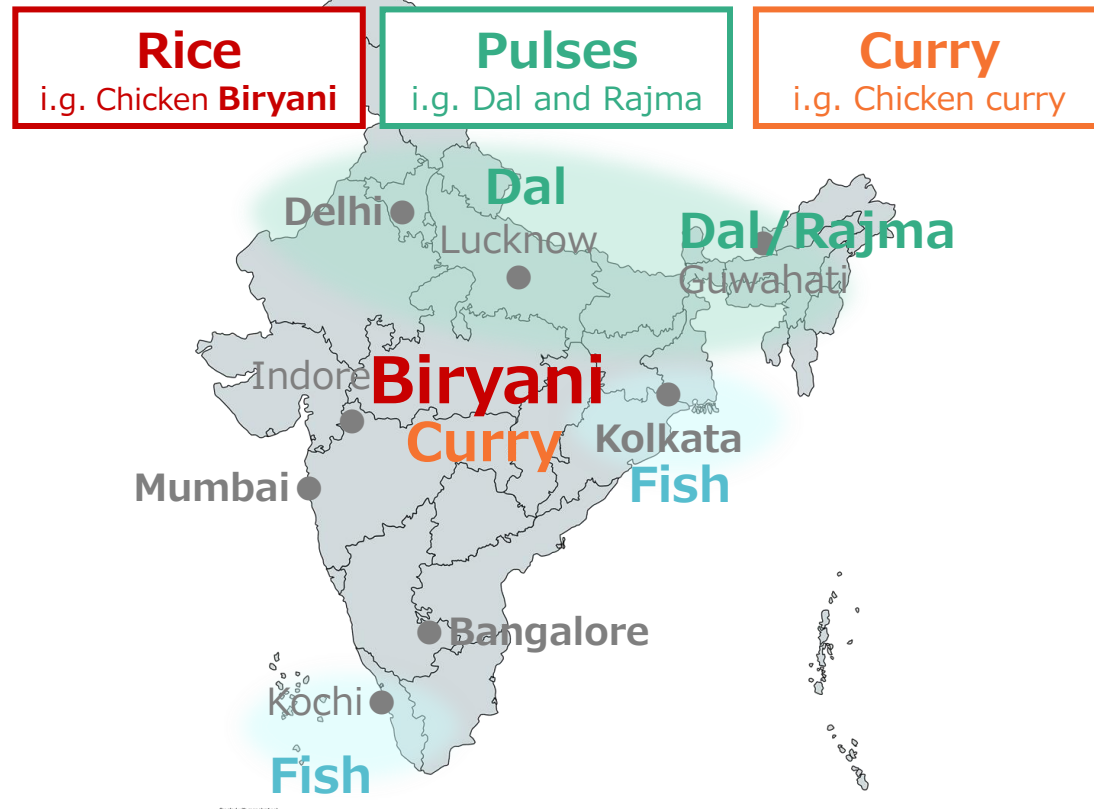 Rice
i.g. Chicken Biryani
Pulses
i.g. Dal and Rajma
Curry
i.g. Chicken curry
Dal
Delhi
Lucknow
Dal/Rajma
Guwahati
Indore
Biryani
Curry
Kolkata
Fish
Mumbai
Bangalore
Kochi
Fish